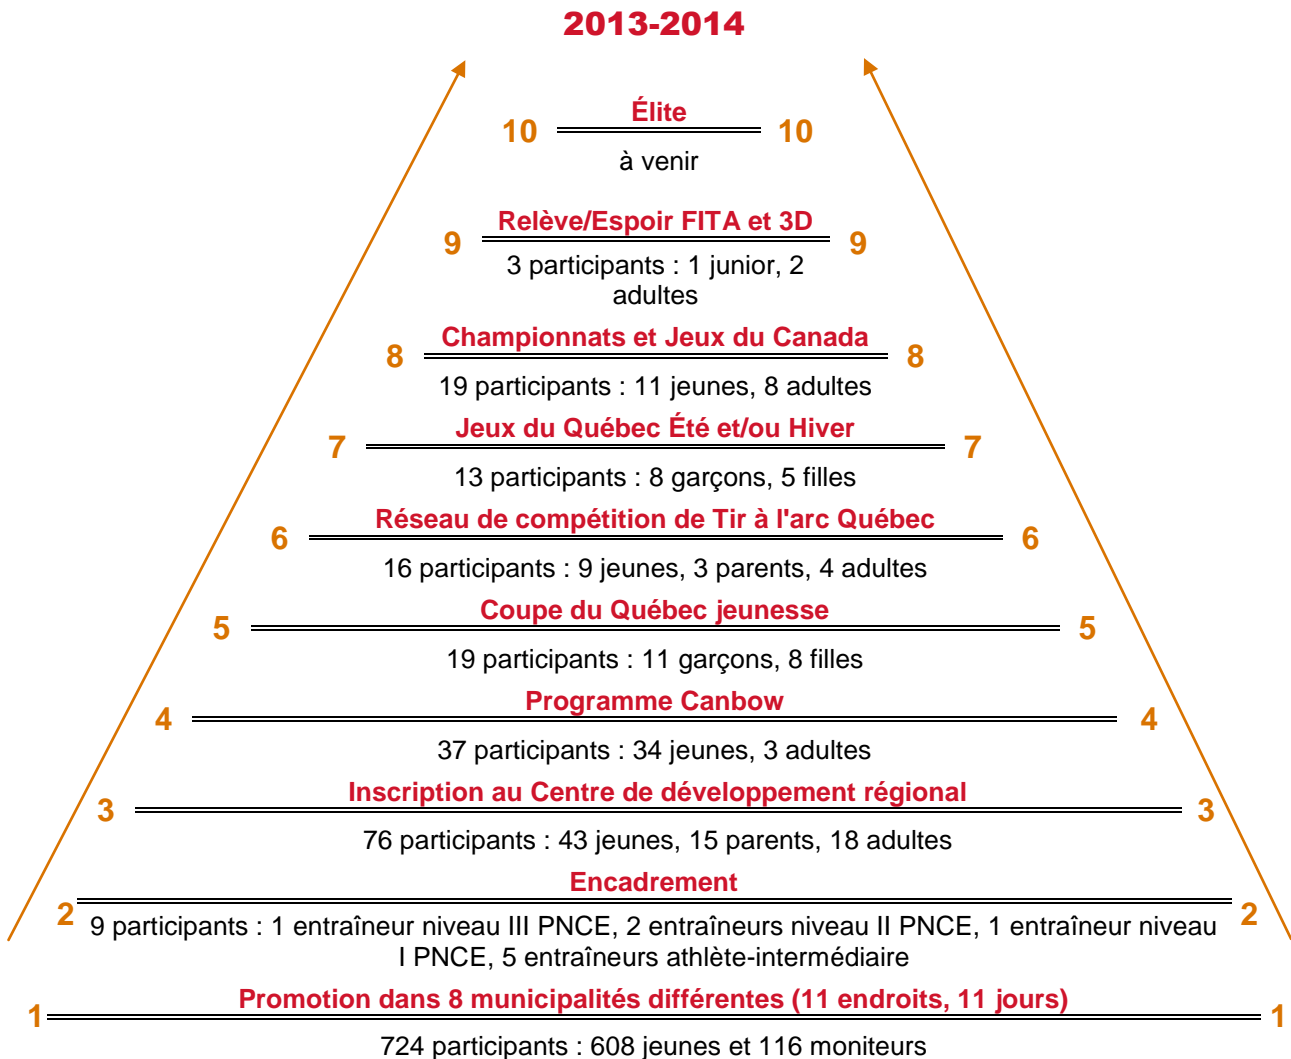 2013-2014
Élite
10 10
à venir
Relève/Espoir FITA et 3D
9 9
3 participants : 1 junior, 2
adultes
Championnats et Jeux du Canada
8 8
19 participants : 11 jeunes, 8 adultes
Jeux du Québec Été et/ou Hiver
7 7
13 participants : 8 garçons, 5 filles
Réseau de compétition de Tir à l'arc Québec
6 6
16 participants : 9 jeunes, 3 parents, 4 adultes
Coupe du Québec jeunesse
5 5
19 participants : 11 garçons, 8 filles
Programme Canbow
4 4
37 participants : 34 jeunes, 3 adultes
Inscription au Centre de développement régional
3 3
76 participants : 43 jeunes, 15 parents, 18 adultes
Encadrement
2 2
9 participants : 1 entraîneur niveau III PNCE, 2 entraîneurs niveau II PNCE, 1 entraîneur niveau
I PNCE, 5 entraîneurs athlète-intermédiaire
Promotion dans 8 municipalités différentes (11 endroits, 11 jours)
1 1
724 participants : 608 jeunes et 116 moniteurs